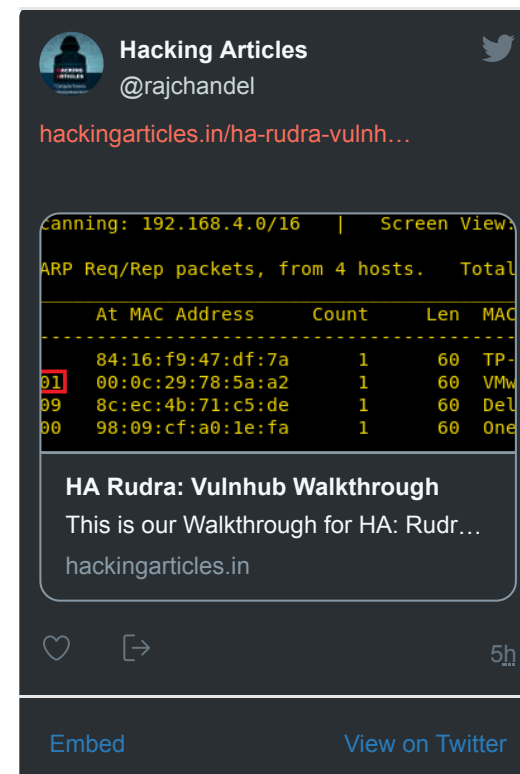 Hacking Articles
@rajchandel
hackingarticles.in/ha-rudra-vulnh…
canning: 192.168.4.0/16 | Screen View:
ARP Req/Rep packets, from 4 hosts. Total
At MAC Address Count Len MAC
84:16:f9:47:df:7a 1 60 TP-
01 00:0c:29:78:5a:a2 1 60 VMw
09 8c:ec:4b:71:c5:de 1 60 Del
00 98:09:cf:a0:1e:fa 1 60 One
HA Rudra: Vulnhub Walkthrough
This is our Walkthrough for HA: Rudr…
hackingarticles.in
5h
Embed View on Twitter